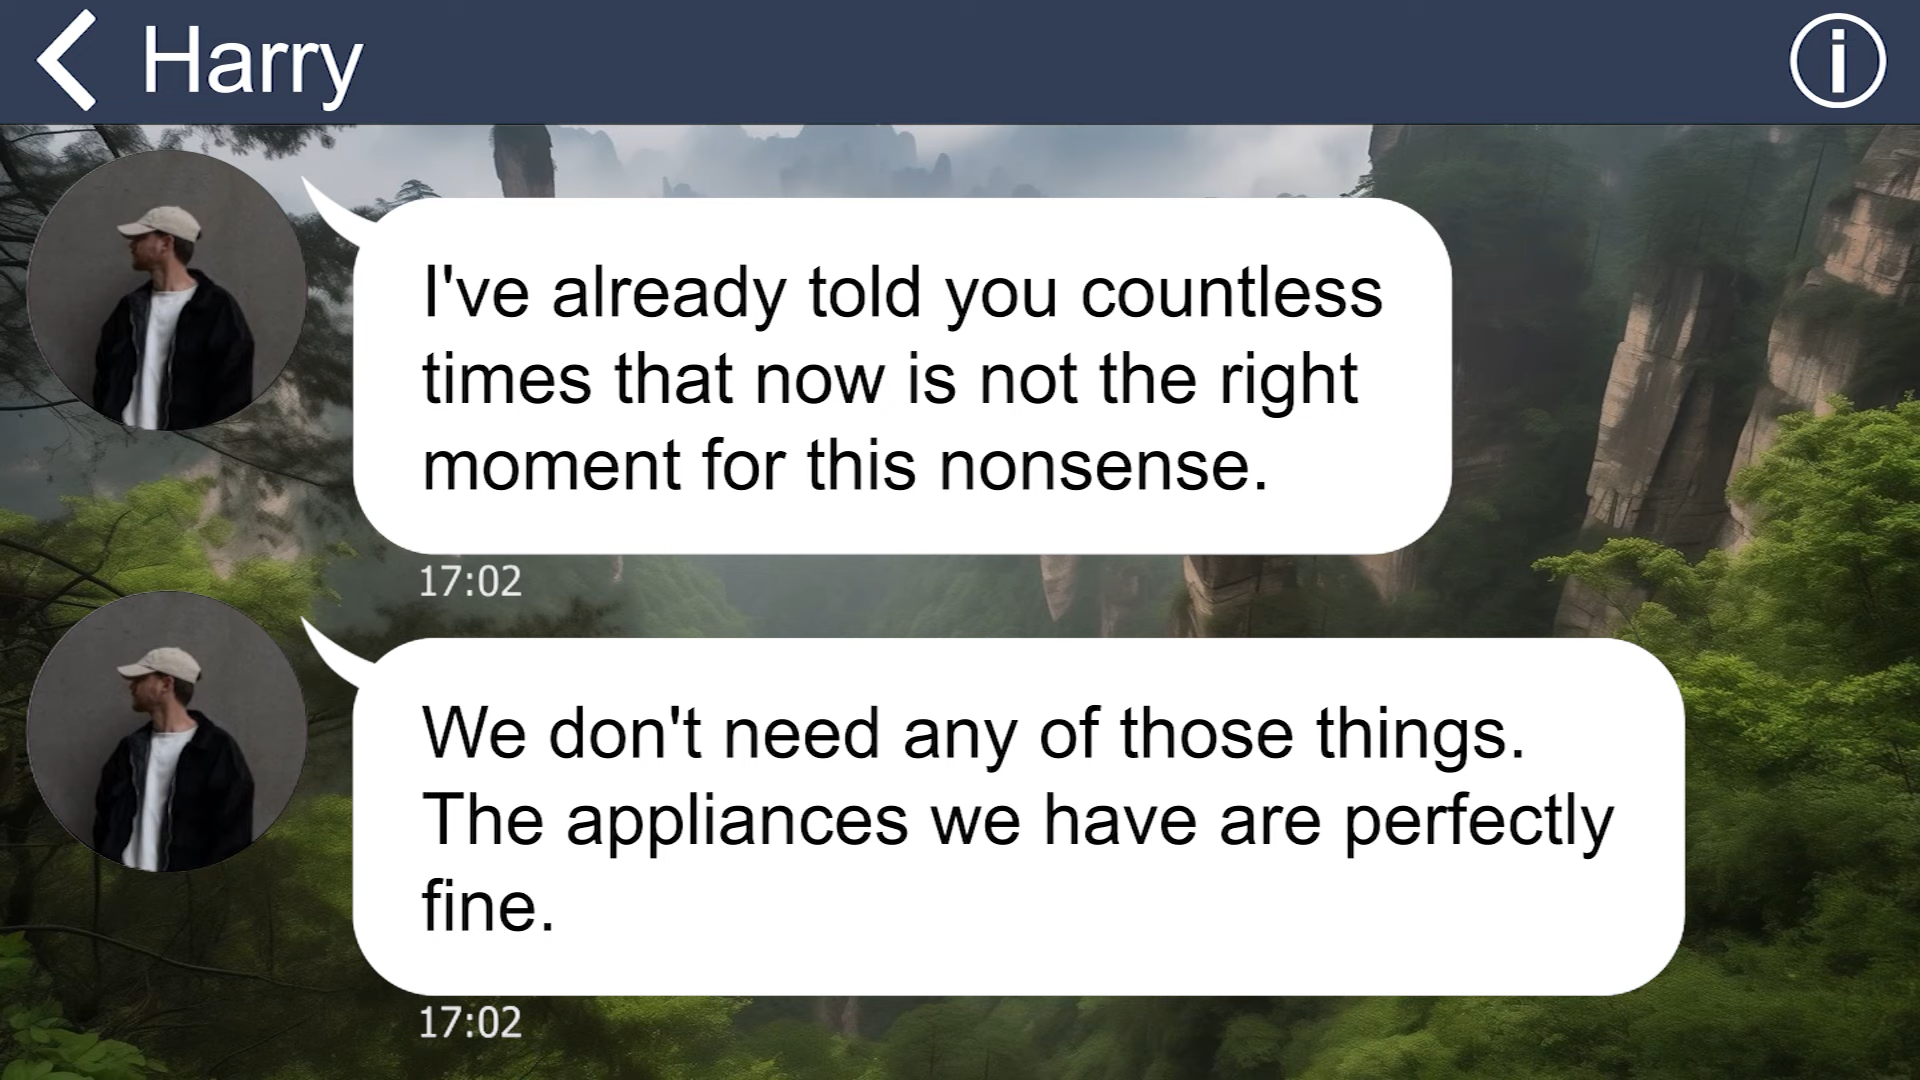 Harry
I've already told you countless
times that now is not the right
moment for this nonsense.
17:02
We don't need any of those things.
The appliances we have are perfectly
fine.
17:02